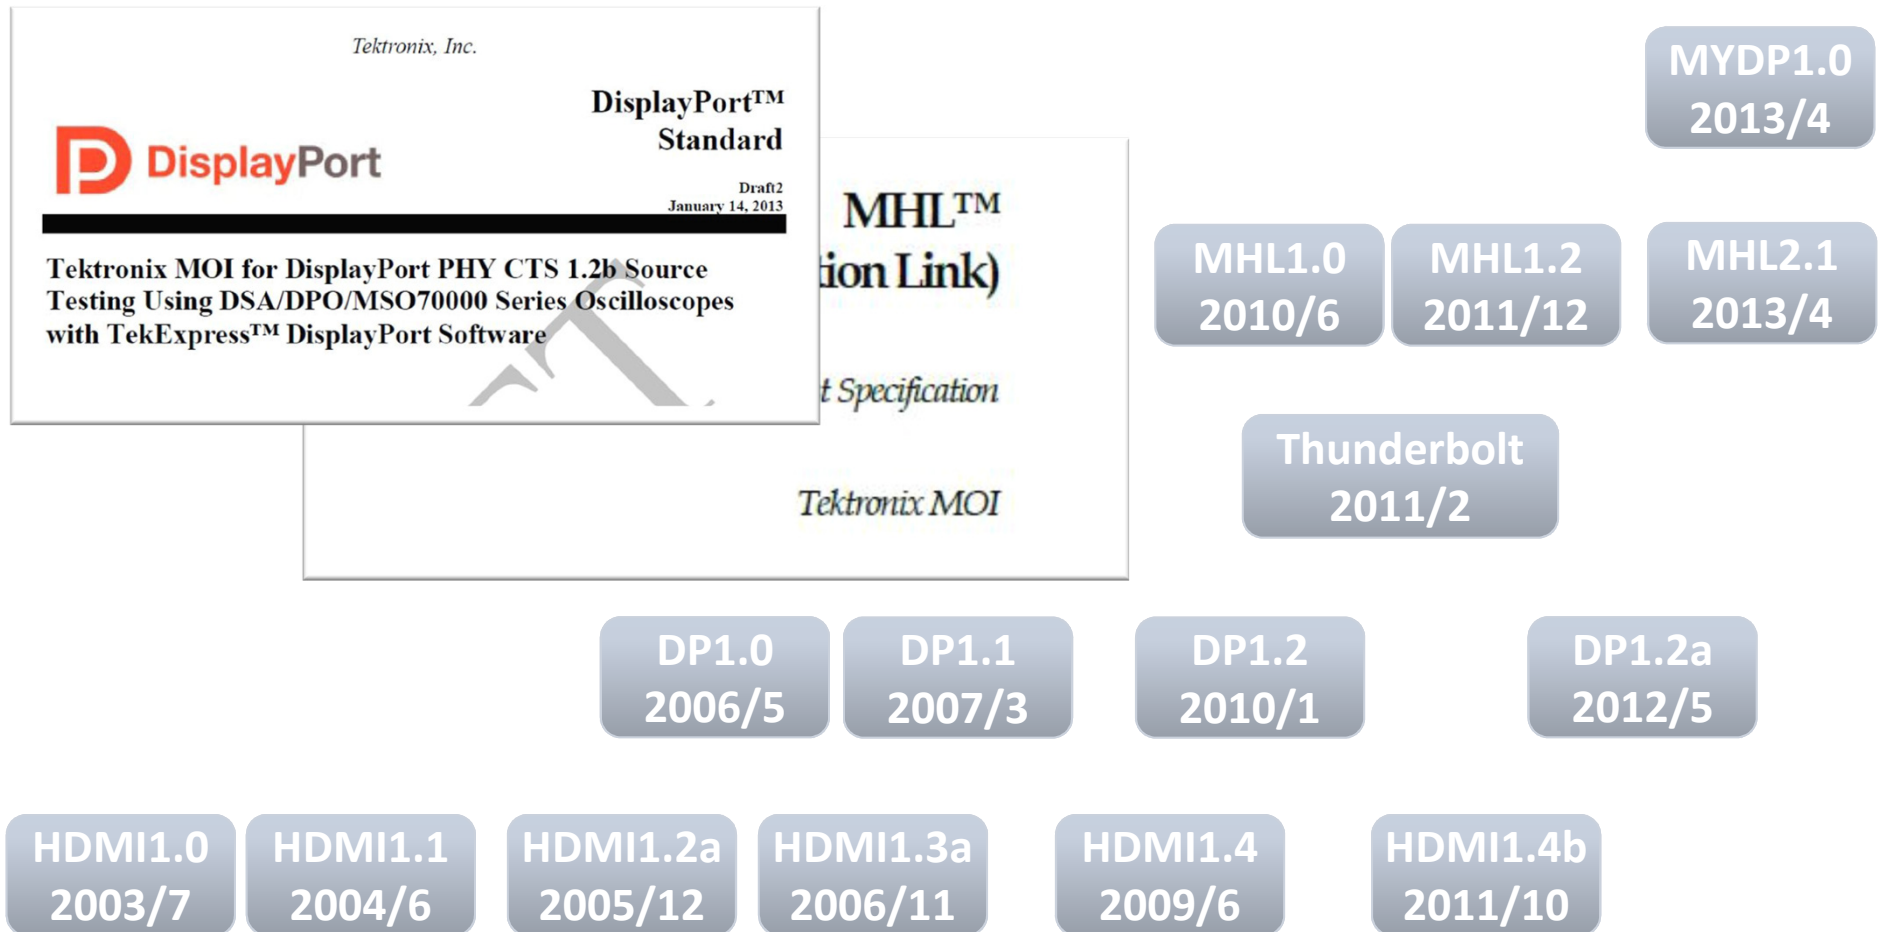 Tektronix, Inc.
DisplayPort™
Standard
DisplayPort
Draft2
January 14, 2013
Tektronix MOI for DisplayPort PHY CTS 1.2b Source
Testing Using DSA/DPO/MSO70000 Series Oscilloscopes
with TekExpress™ DisplayPort Software
MHL™
ion Link)
t Specification
Tektronix MOI
MYDP1.0
2013/4
MHL1.0
2010/6
MHL1.2
2011/12
MHL2.1
2013/4
Thunderbolt
2011/2
DP1.0
2006/5
DP1.1
2007/3
DP1.2
2010/1
DP1.2a
2012/5
HDMI1.0
2003/7
HDMI1.1
2004/6
HDMI1.2a
2005/12
HDMI1.3a
2006/11
HDMI1.4
2009/6
HDMI1.4b
2011/10